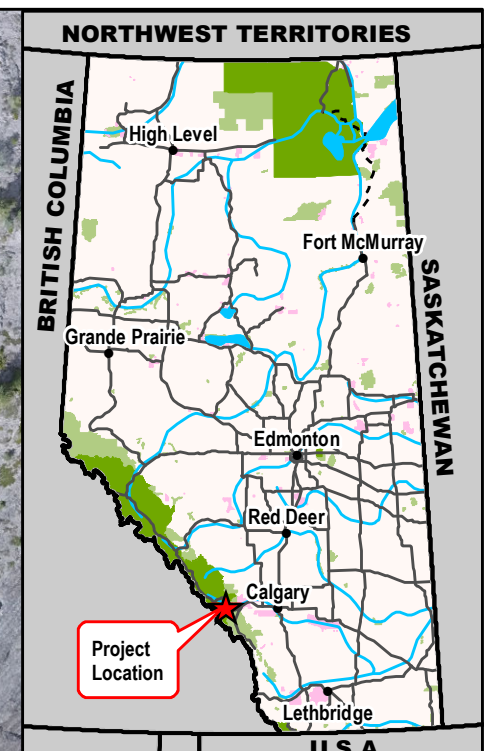 NORTHWEST TERRITORIES
BRITISH COLUMBIA
High Level
Fort McMurray
SASKATCHEWAN
Grande Prairie
Edmonton
Red Deer
Calgary
Project
Location
Lethbridge
U.S.A